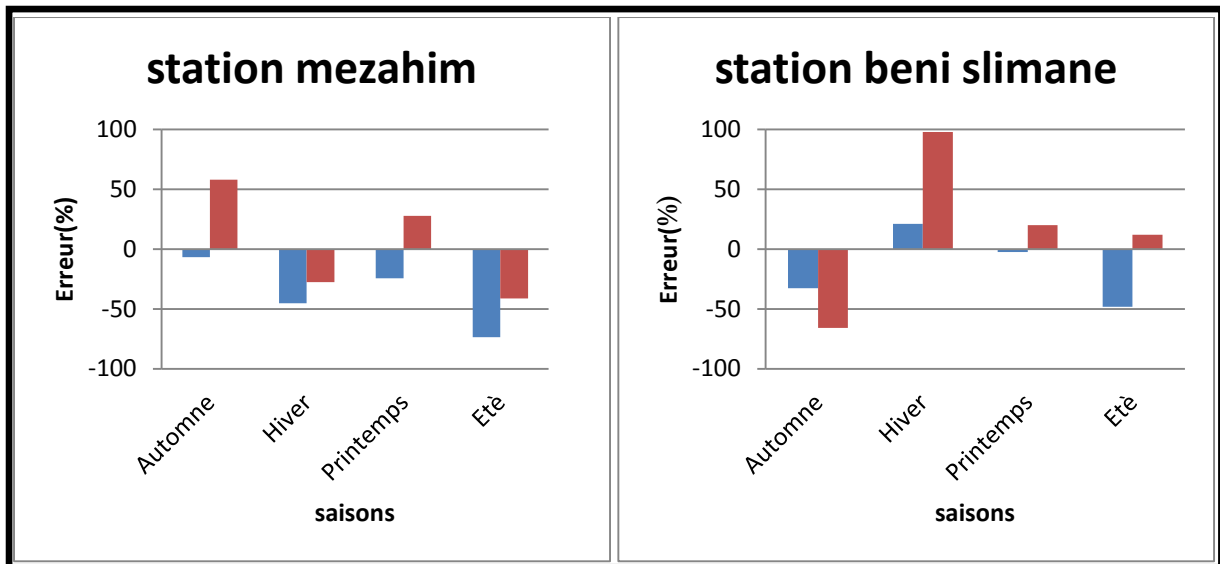 station mezahim
100
50
0
-50
-100
Erreur(%)
Automne
Hiver
Printemps
Etè
saisons
station beni slimane
100
50
0
-50
-100
Erreur(%)
Automne
Hiver
Printemps
Etè
saisons